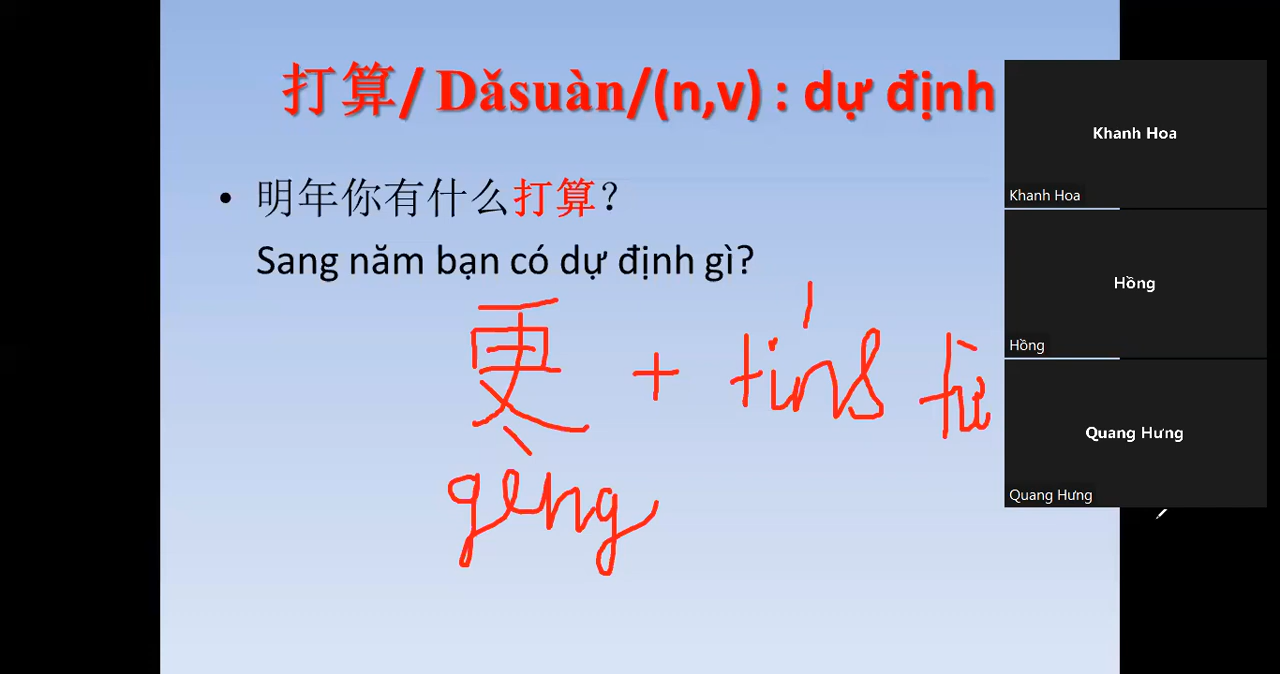 打算/ Dǎsuàn/(n,v) : dự định
• 明年你有什么打算?
Sang năm bạn có dự định gì?
更 + tính từ
gèng
Khanh Hoa
Khanh Hoa
Hồng
Hồng
Quang Hưng
Quang Hưng